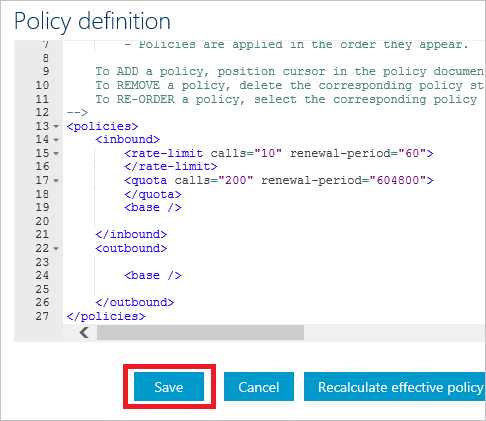 Policy definition
7 - Policies are applied in the order they appear.
8
9 To ADD a policy, position cursor in the policy documen
10 To REMOVE a policy, delete the corresponding policy st
11 To RE-ORDER a policy, select the corresponding policy
12 -->
13 <policies>
14 <inbound>
15 <rate-limit calls="10" renewal-period="60">
16 </rate-limit>
17 <quota calls="200" renewal-period="604800">
18 </quota>
19 <base />
20
21 </inbound>
22 <outbound>
23
24 <base />
25
26 </outbound>
27 </policies>
Save Cancel Recalculate effective policy